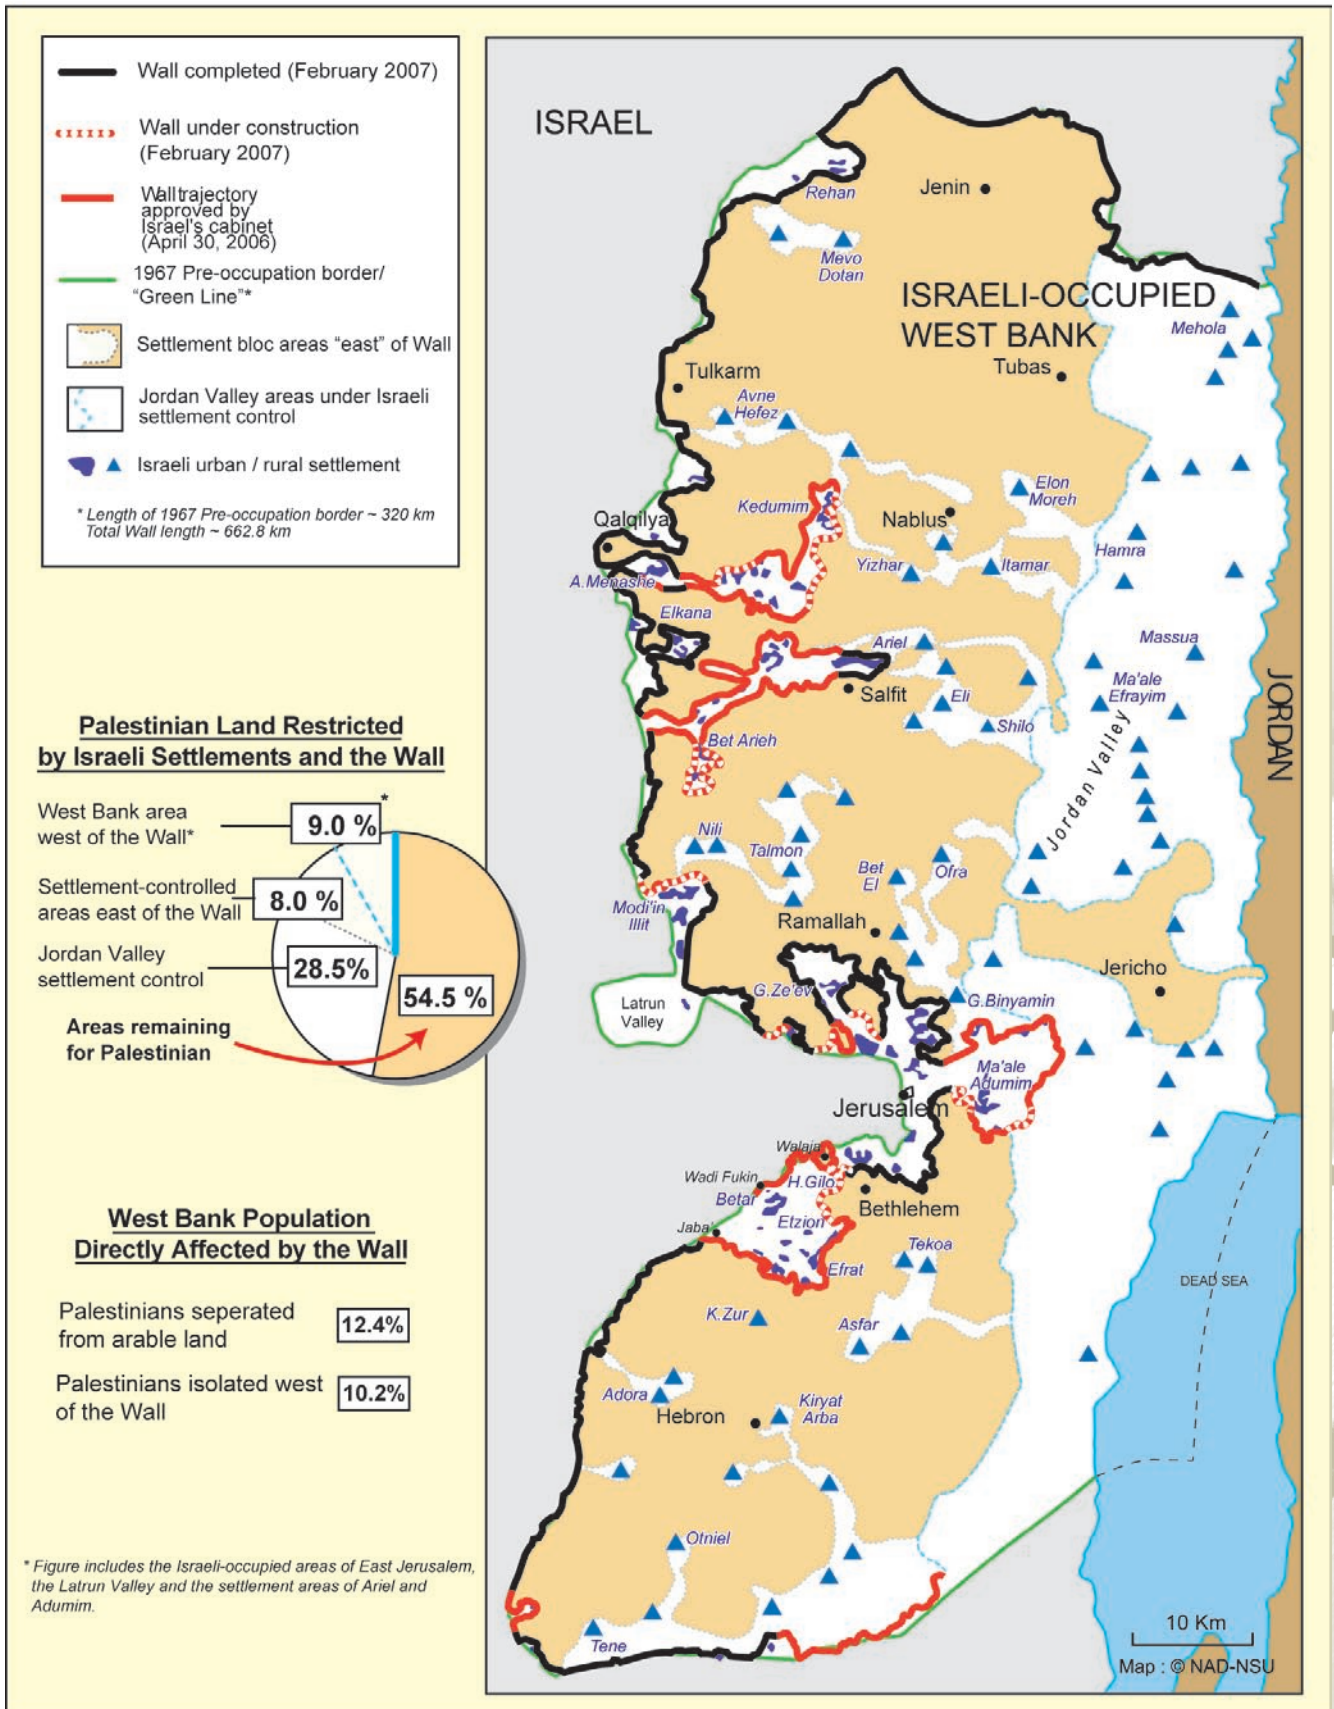 Wall completed (February 2007)
Wall under construction
(February 2007)
Wall trajectory
approved by
Israel's cabinet
(April 30, 2006)
1967 Pre-occupation border/
“Green Line”*
Settlement bloc areas “east” of Wall
Jordan Valley areas under Israeli
settlement control
Israeli urban / rural settlement
* Length of 1967 Pre-occupation border ~ 320 km
Total Wall length ~ 662.8 km
Palestinian Land Restricted
by Israeli Settlements and the Wall
West Bank area
west of the Wall*
9.0 %
*
Settlement-controlled
areas east of the Wall
8.0 %
Jordan Valley
settlement control
28.5%
54.5 %
Areas remaining
for Palestinian
West Bank Population
Directly Affected by the Wall
Palestinians seperated
from arable land
12.4%
Palestinians isolated west
of the Wall
10.2%
* Figure includes the Israeli-occupied areas of East Jerusalem,
the Latrun Valley and the settlement areas of Ariel and
Adumim.
ISRAEL
Rehan
Jenin
Mevo
Dotan
ISRAELI-OCCUPIED
WEST BANK
Mehola
Tubas
Tulkarm
Avne
Hefez
Kedumim
Elon
Moreh
Qalqilya
Nablus
Hamra
A.Menashe
Yizhar
Itamar
Elkana
Ariel
Massua
Salfit
Eli
Ma'ale
Efrayim
Shilo
JORDAN
Bet Arieh
Jordan Valley
Nili
Talmon
Bet
El
Ofra
Modi'in
Illit
Ramallah
Jericho
G.Ze'ev
G.Binyamin
Latrun
Valley
Ma'ale
Adumim
Jerusalem
Walaja
Wadi Fukin
H.Gilo
Betar
Bethlehem
Jaba'
Etzion
Tekoa
Efrat
DEAD SEA
K.Zur
Asfar
Adora
Kiryat
Arba
Hebron
Otniel
Tene
10 Km
Map : © NAD-NSU